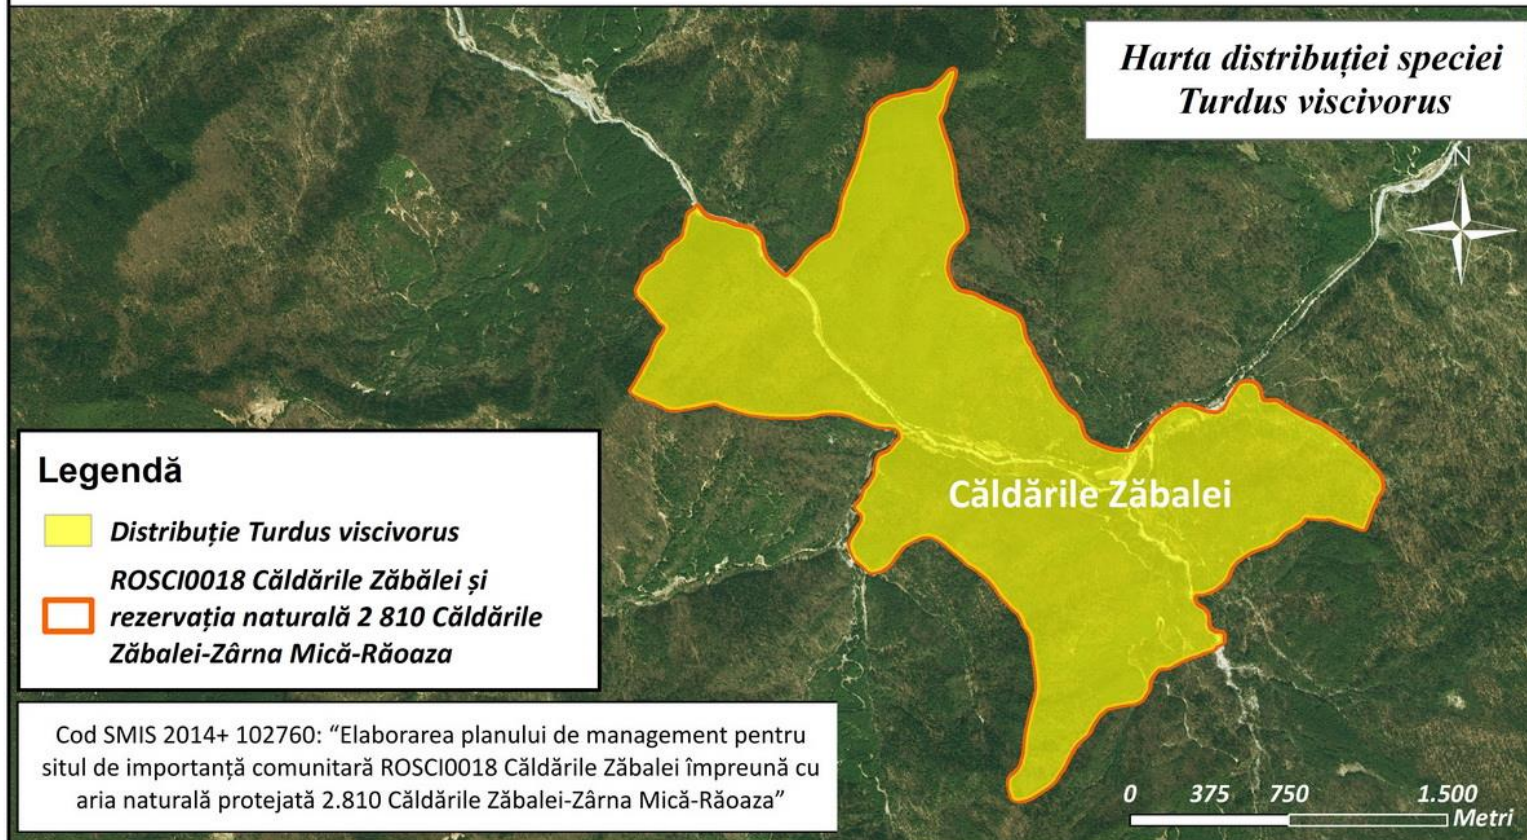 Harta distribuției speciei
Turdus viscivorus
N
Căldările Zăbalei
Legendă
Distribuție Turdus viscivorus
ROSCI0018 Căldările Zăbălei și
rezervația naturală 2 810 Căldările
Zăbalei-Zârna Mică-Răoaza
Cod SMIS 2014+ 102760: “Elaborarea planului de management pentru
situl de importanță comunitară ROSCI0018 Căldările Zăbalei împreună cu
aria naturală protejată 2.810 Căldările Zăbalei-Zârna Mică-Răoaza”
0 375 750 1.500
Metri